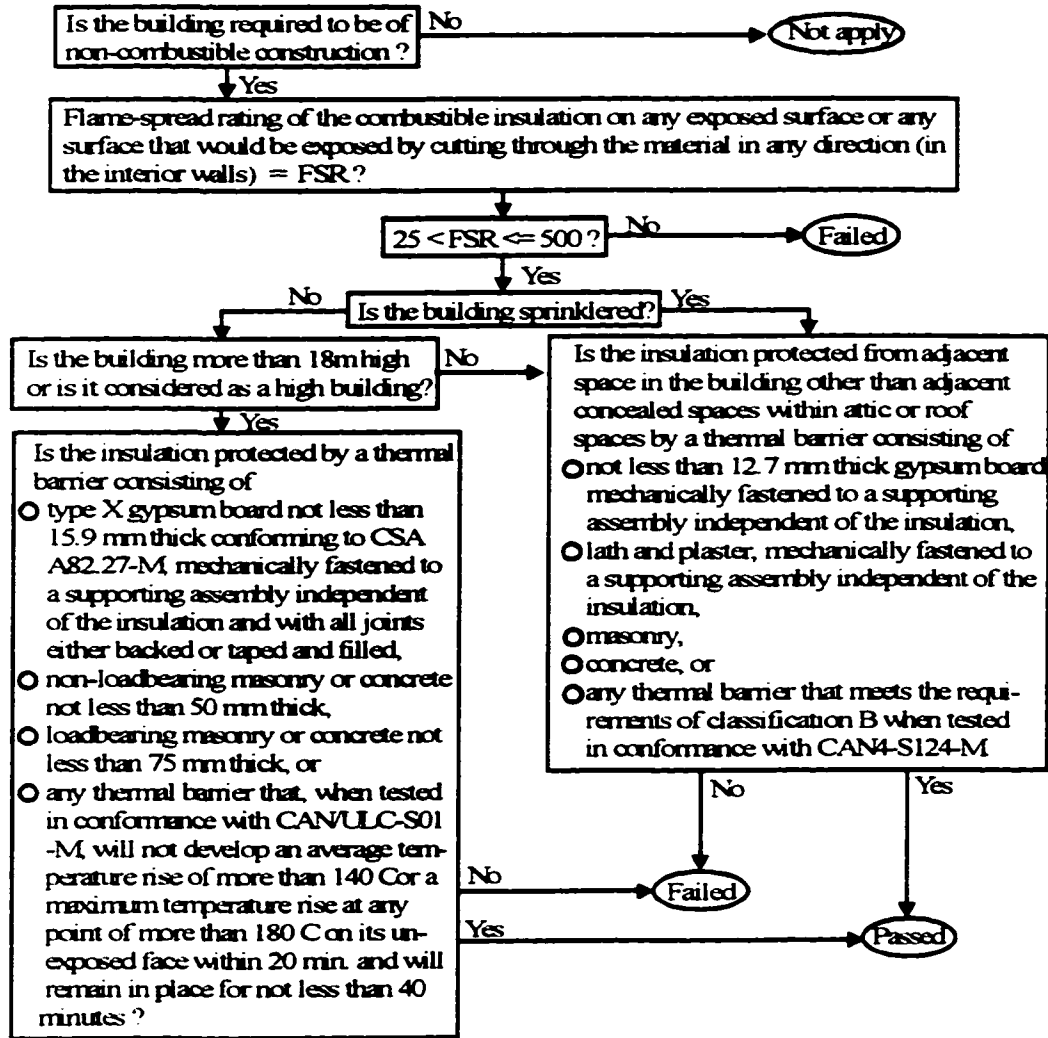 Is the building required to be of
non-combustible construction ?
No
Not apply
Yes
Flame-spread rating of the combustible insulation on any exposed surface or any
surface that would be exposed by cutting through the material in any direction (in
the interior walls) = FSR ?
25 < FSR <= 500 ?
No
Failed
Yes
No
Is the building sprinklered?
Yes
Is the building more than 18m high
or is it considered as a high building?
No
Yes
Is the insulation protected by a thermal
barrier consisting of
type X gypsum board not less than
15.9 mm thick conforming to CSA
A82.27-M, mechanically fastened to
a supporting assembly independent
of the insulation and with all joints
either backed or taped and filled,
non-loadbearing masonry or concrete
not less than 50 mm thick,
loadbearing masonry or concrete not
less than 75 mm thick, or
any thermal barrier that, when tested
in conformance with CAN/ULC-S01
-M, will not develop an average tem-
perature rise of more than 140 C or a
maximum temperature rise at any
point of more than 180 C on its un-
exposed face within 20 min. and will
remain in place for not less than 40
minutes ?
Is the insulation protected from adjacent
space in the building other than adjacent
concealed spaces within attic or roof
spaces by a thermal barrier consisting of
not less than 12.7 mm thick gypsum board
mechanically fastened to a supporting
assembly independent of the insulation,
lath and plaster, mechanically fastened to
a supporting assembly independent of the
insulation,
masonry,
concrete, or
any thermal barrier that meets the requi-
rements of classification B when tested
in conformance with CAN4-S124-M
No
Yes
No
Failed
Yes
Passed